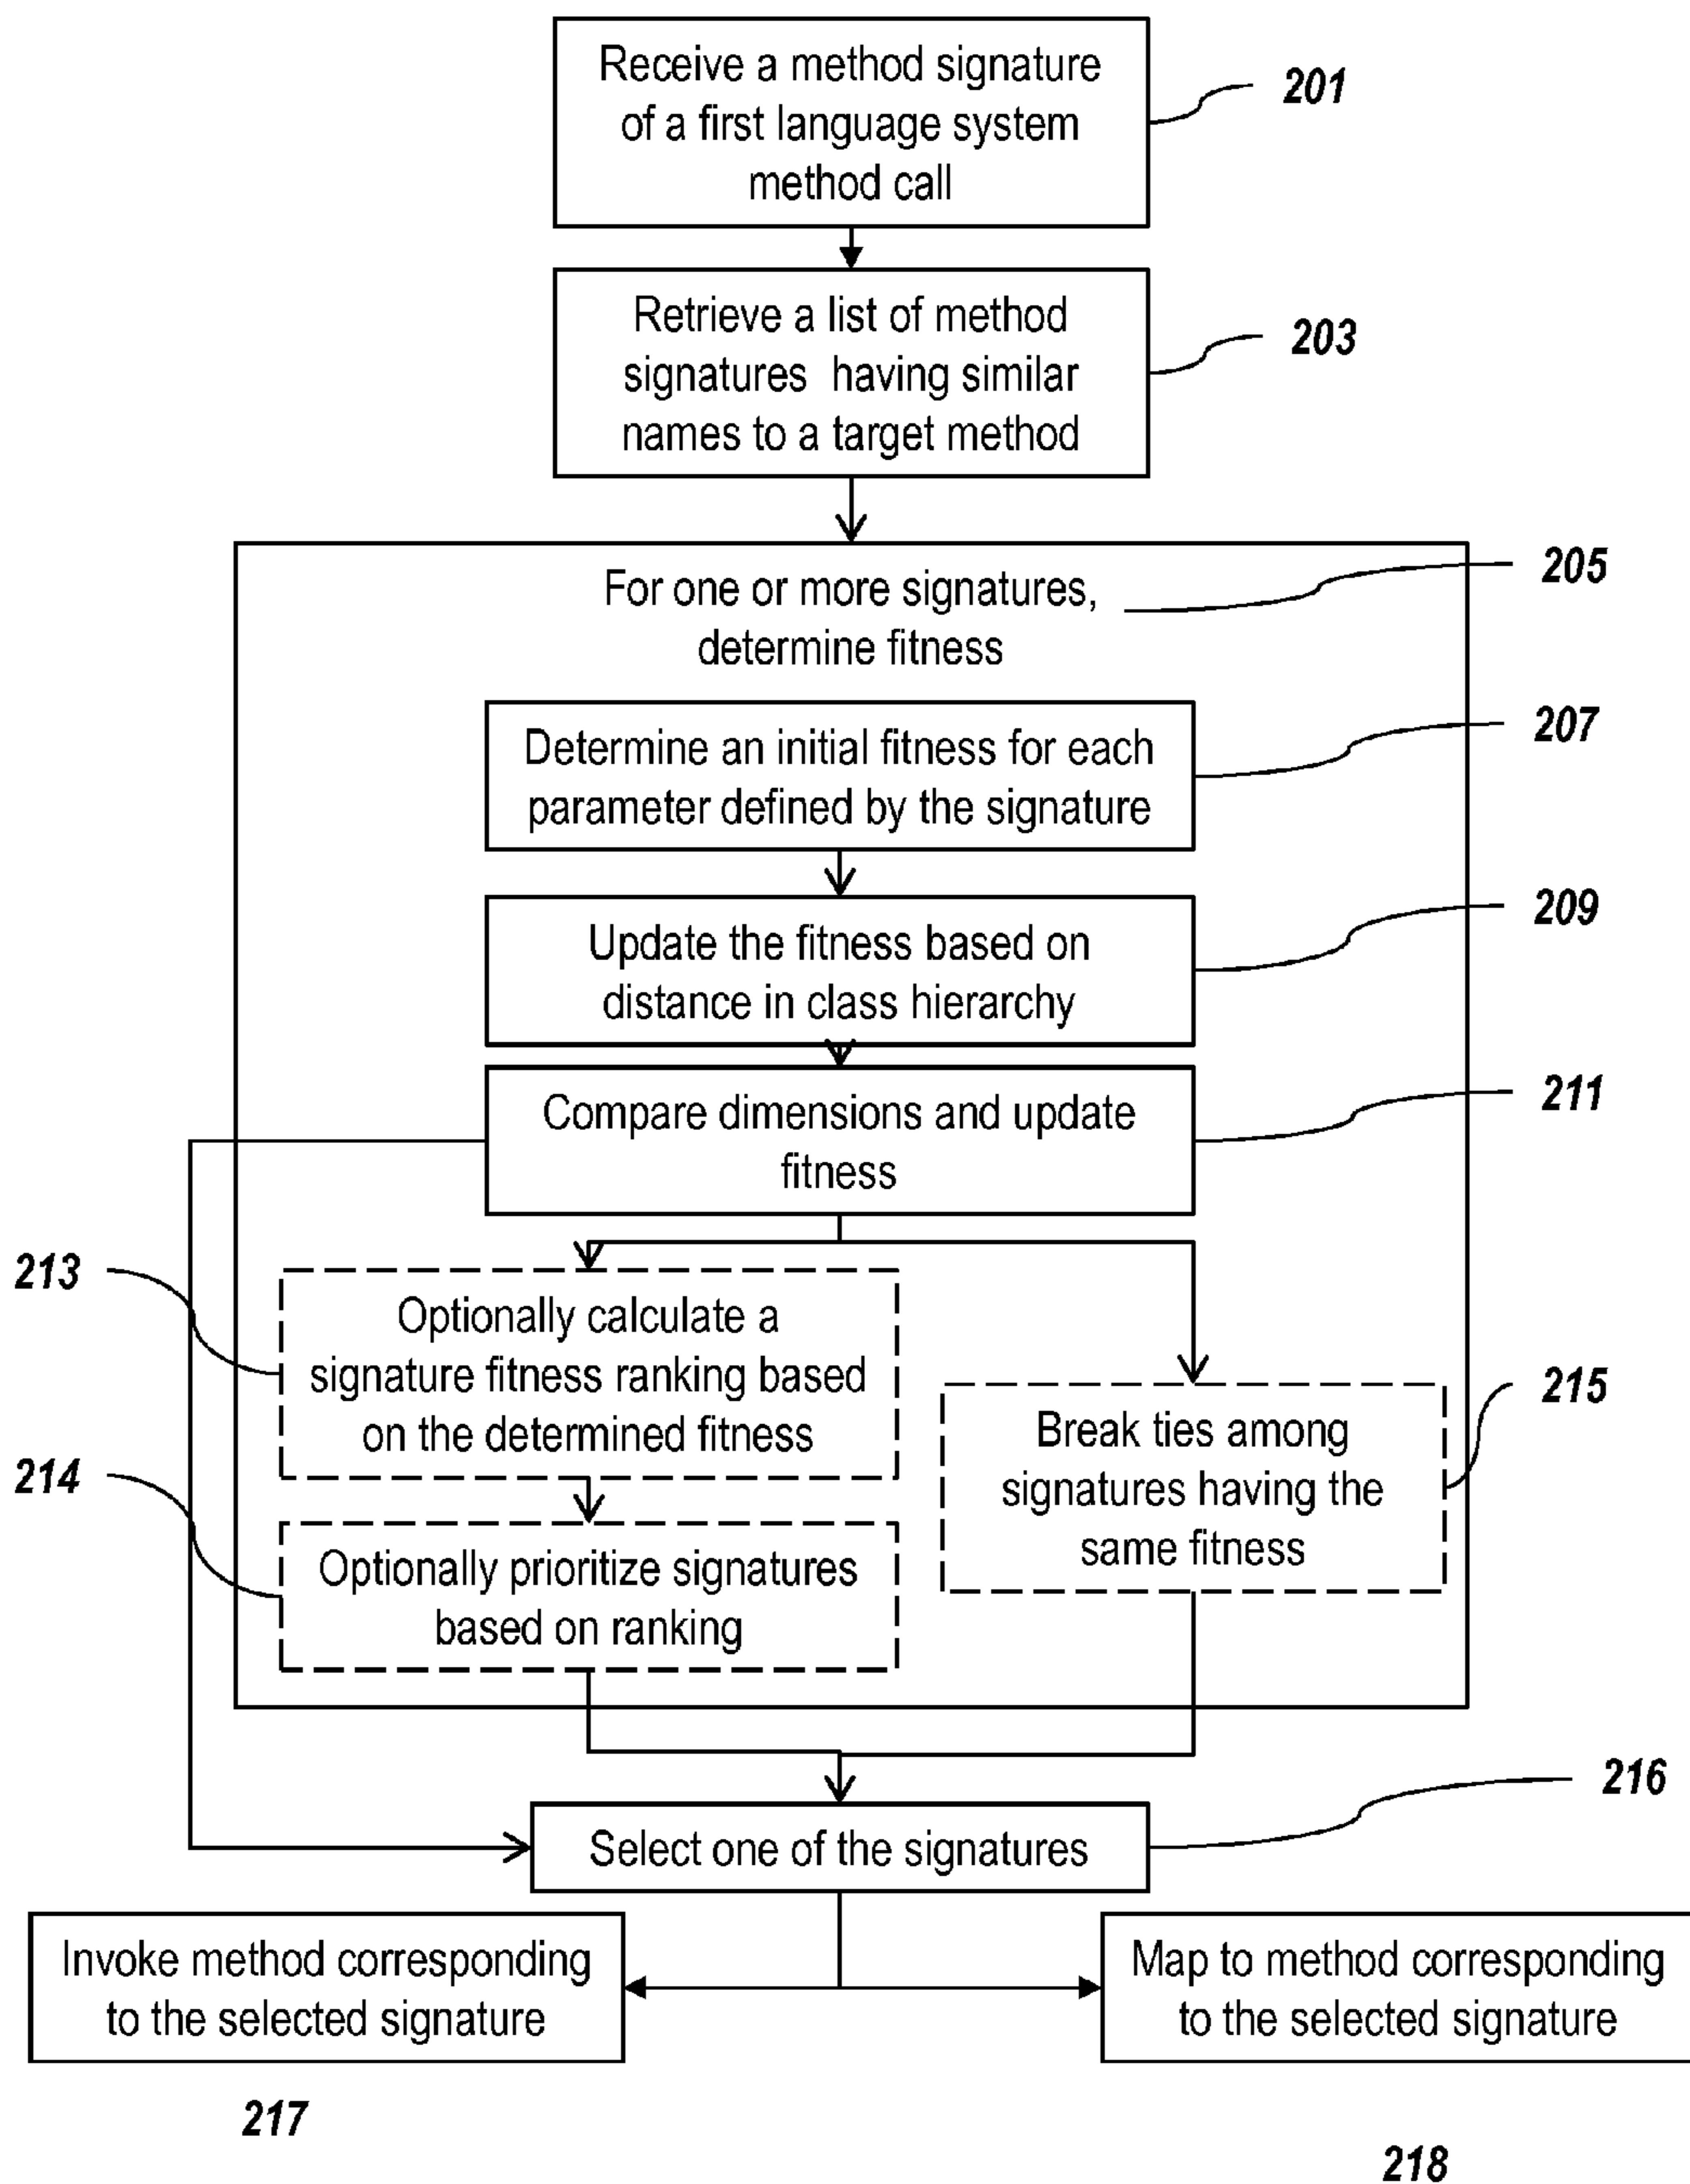 Receive a method signature
of a first language system
method call
201
Retrieve a list of method
signatures having similar
names to a target method
203
For one or more signatures,
determine fitness
205
Determine an initial fitness for each
parameter defined by the signature
207
Update the fitness based on
distance in class hierarchy
209
Compare dimensions and update
fitness
211
213
Optionally calculate a
signature fitness ranking based
on the determined fitness
214
Optionally prioritize signatures
based on ranking
Break ties among
signatures having the
same fitness
215
Select one of the signatures
216
Invoke method corresponding
to the selected signature
217
Map to method corresponding
to the selected signature
218